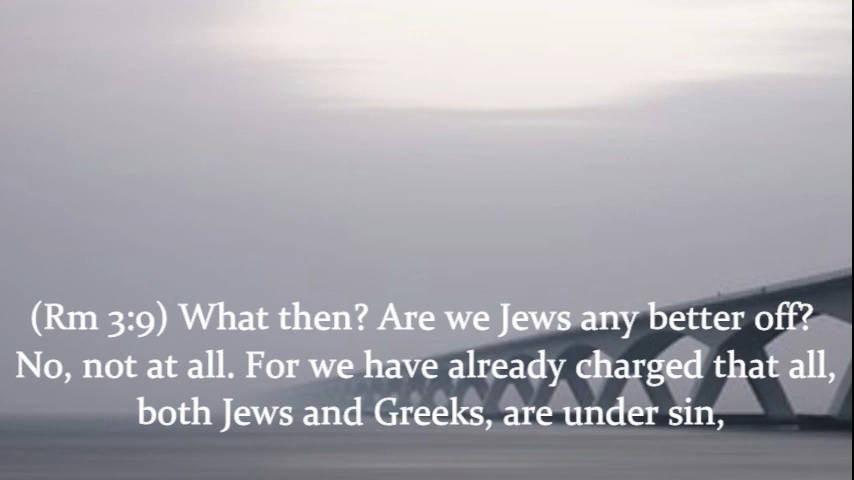 (Rm 3:9) What then? Are we Jews any better off?
No, not at all. For we have already charged that all,
both Jews and Greeks, are under sin,